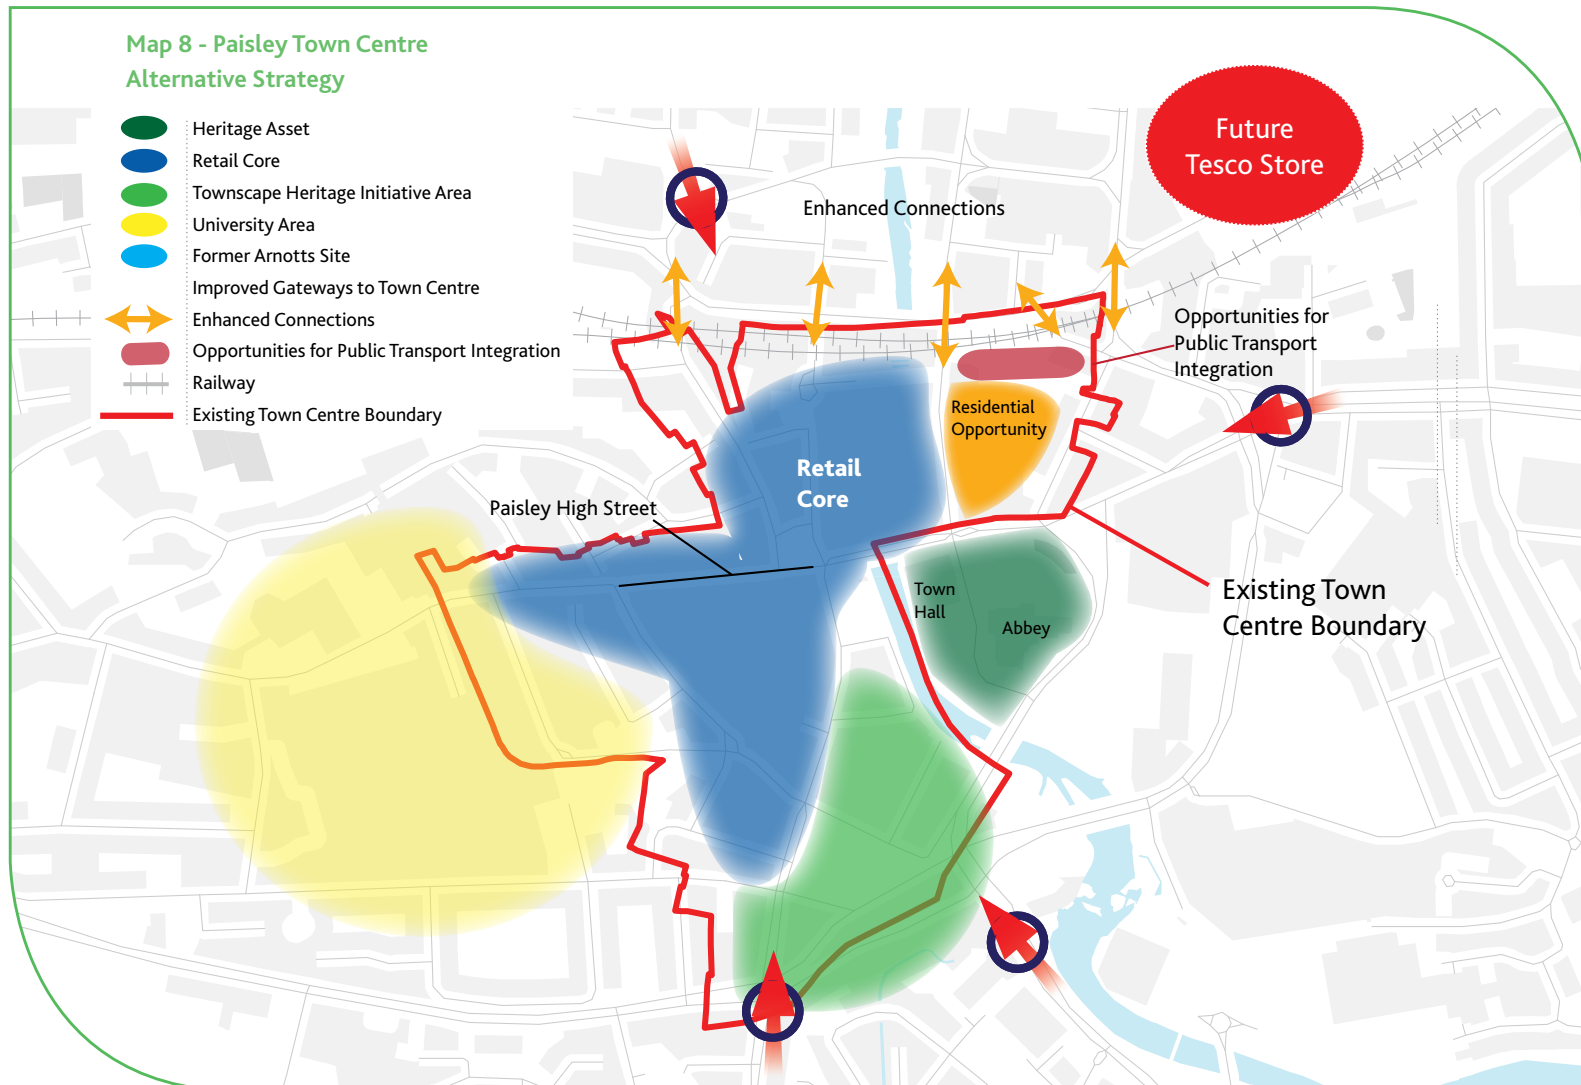 Map 8 - Paisley Town Centre
Alternative Strategy
Heritage Asset
Retail Core
Townscape Heritage Initiative Area
University Area
Former Arnotts Site
Improved Gateways to Town Centre
Enhanced Connections
Opportunities for Public Transport Integration
Railway
Existing Town Centre Boundary
Future
Tesco Store
Enhanced Connections
Opportunities for
Public Transport
Integration
Residential
Opportunity
Retail
Core
Paisley High Street
Town
Hall
Abbey
Existing Town
Centre Boundary